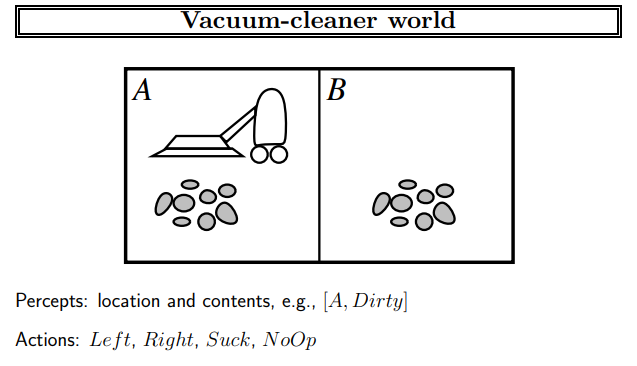 Vacuum-cleaner world
A B
Percepts: location and contents, e.g., [A, Dirty]
Actions: Left, Right, Suck, NoOp